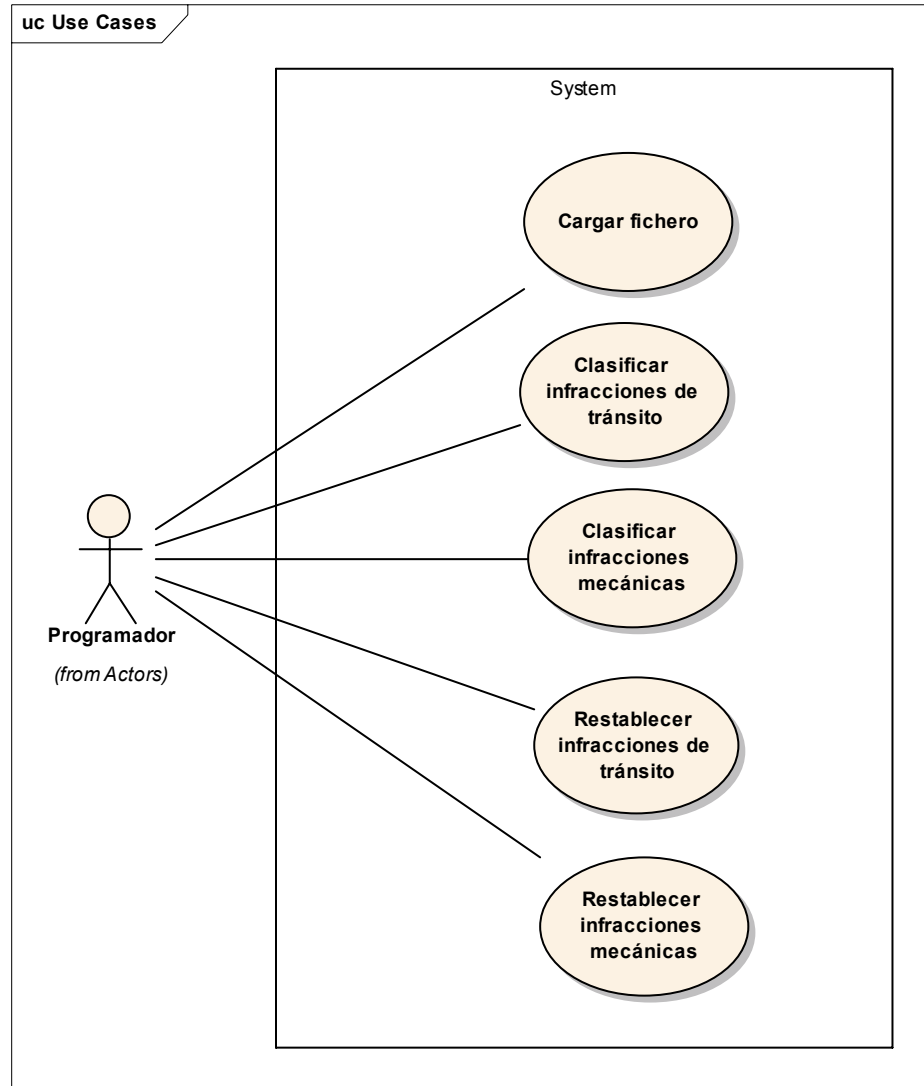 uc Use Cases
System
Cargar fichero
Clasificar
infracciones de
tránsito
Clasificar
infracciones
mecánicas
Programador
(from Actors)
Restablecer
infracciones de
tránsito
Restablecer
infracciones
mecánicas